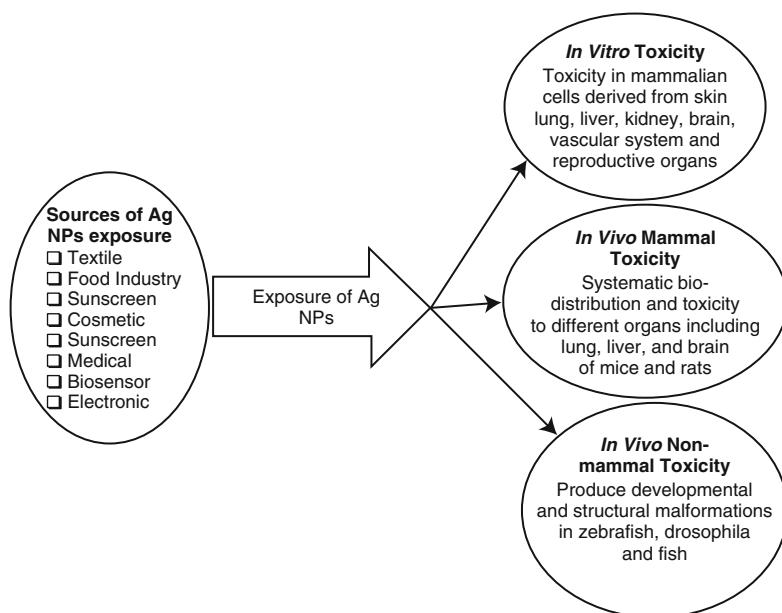 Sources of Ag
NPs exposure
❑ Textile
❑ Food Industry
❑ Sunscreen
❑ Cosmetic
❑ Sunscreen
❑ Medical
❑ Biosensor
❑ Electronic
Exposure of Ag
NPs
In Vitro Toxicity
Toxicity in mammalian
cells derived from skin
lung, liver, kidney, brain,
vascular system and
reproductive organs
In Vivo Mammal
Toxicity
Systematic bio-
distribution and toxicity
to different organs including
lung, liver, and brain
of mice and rats
In Vivo Non-
mammal Toxicity
Produce developmental
and structural malformations
in zebrafish, drosophila
and fish